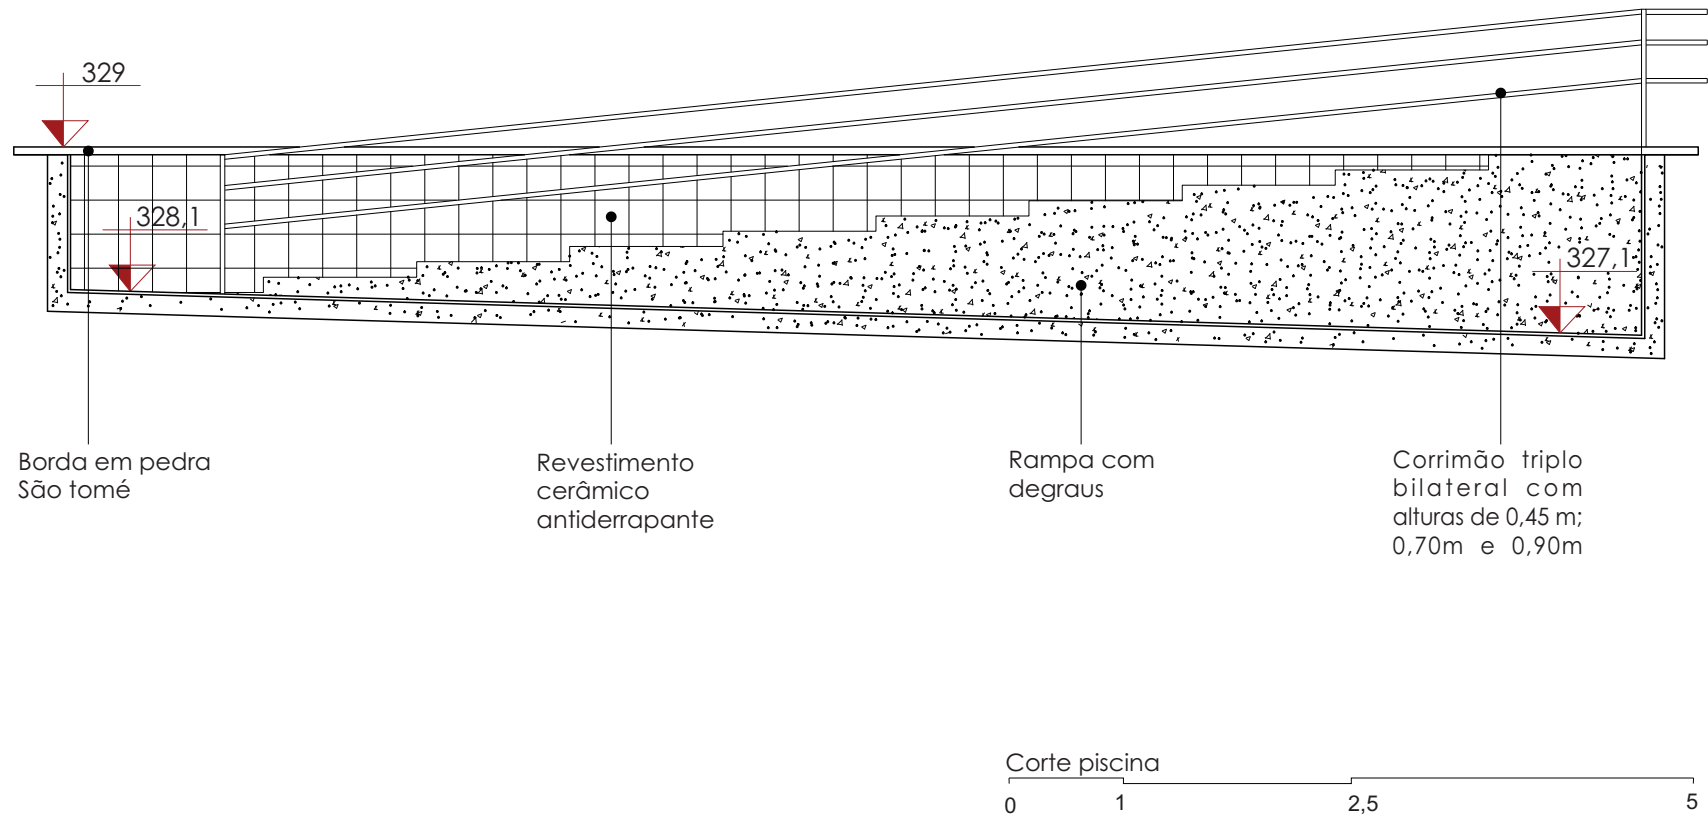 329
328,1
327,1
Borda em pedra
São tomé
Revestimento
cerâmico
antiderrapante
Rampa com
degraus
Corrimão triplo
bilateral com
alturas de 0,45 m;
0,70m e 0,90m
Corte piscina
0 1 2,5 5